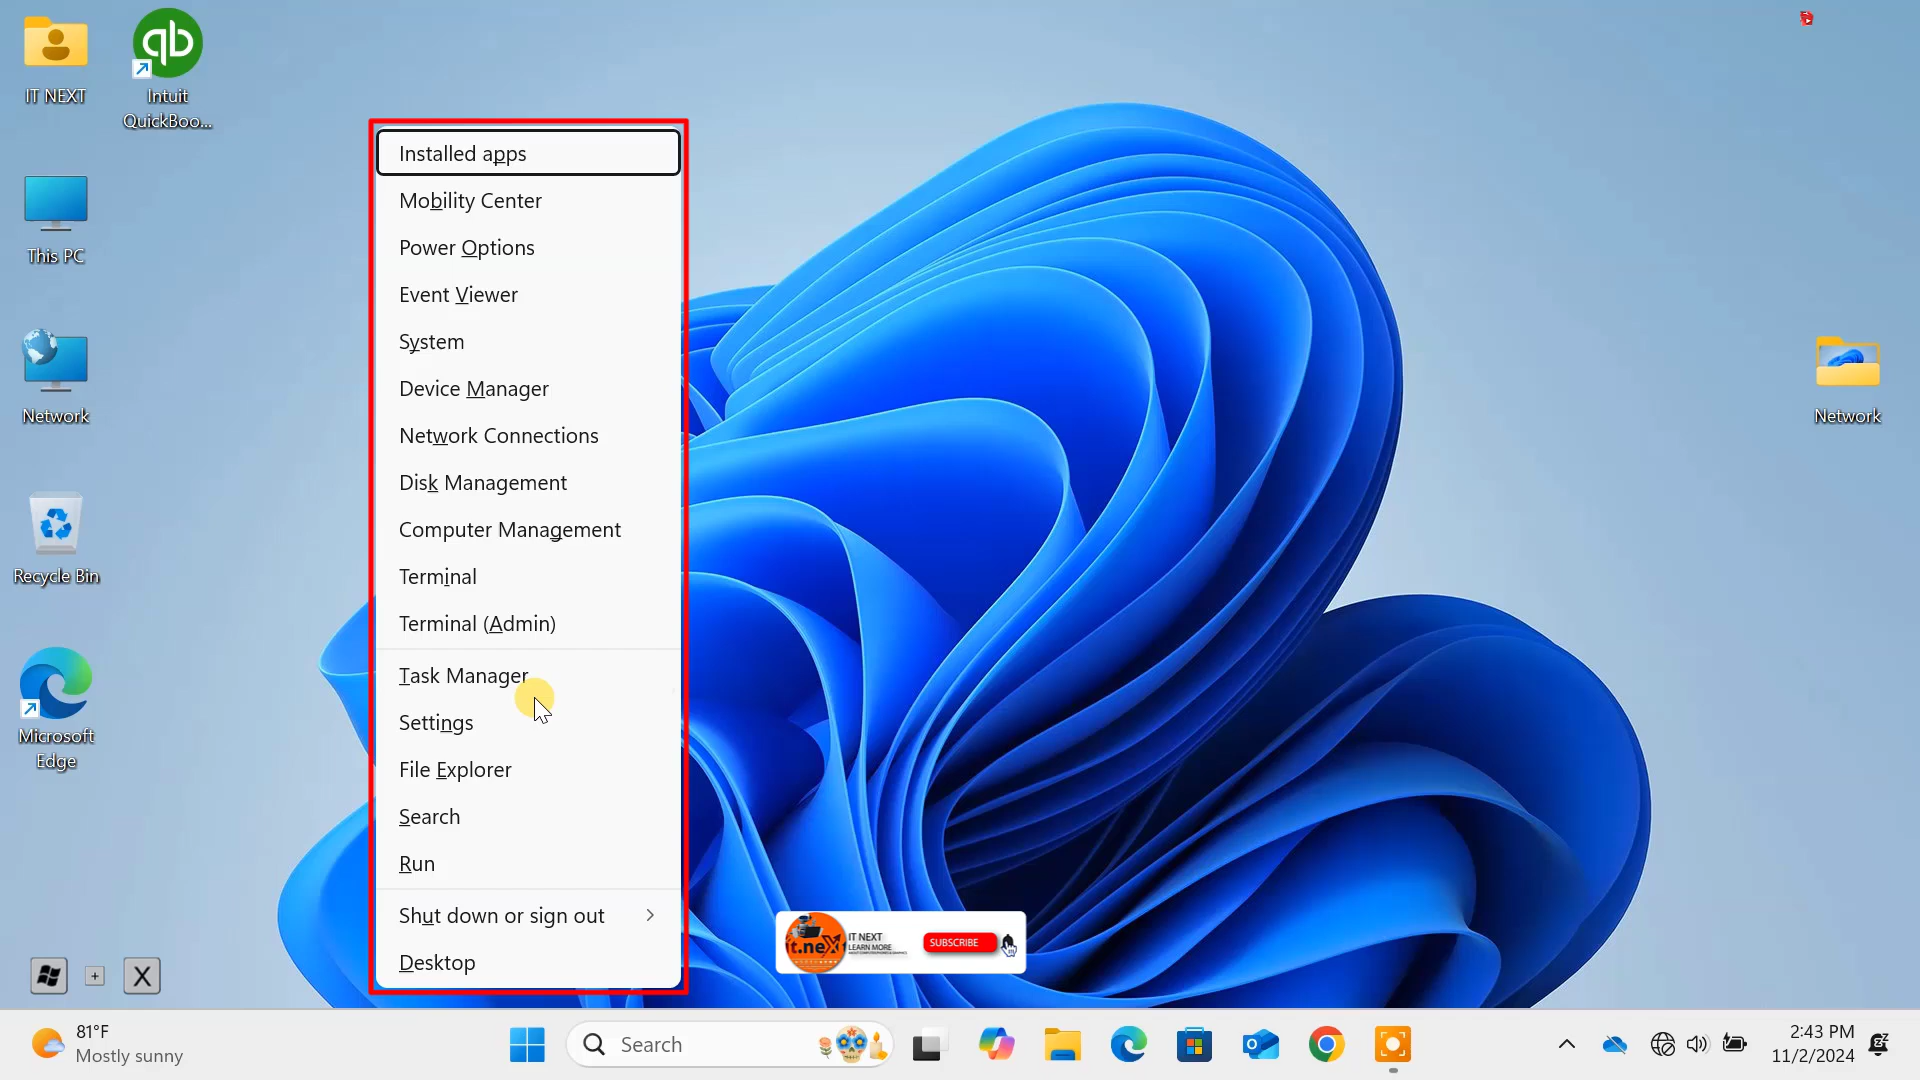 IT NEXT
Intuit
QuickBoo...
This PC
Network
Recycle Bin
Microsoft
Edge
Installed apps
Mobility Center
Power Options
Event Viewer
System
Device Manager
Network Connections
Disk Management
Computer Management
Terminal
Terminal (Admin)
Task Manager
Settings
File Explorer
Search
Run
Shut down or sign out
Desktop
Network
it.neXt
IT NEXT
LEARN MORE
SUBSCRIBE
+
X
81°F
Mostly sunny
Search
2:43 PM
11/2/2024